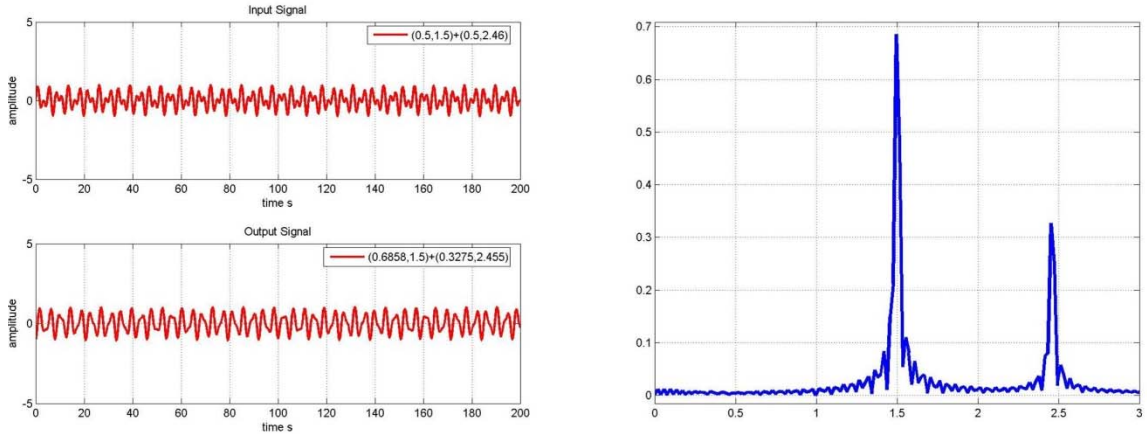 Input Signal
amplitude
5
0
-5
(0.5,1.5)+(0.5,2.46)
0 20 40 60 80 100 120 140 160 180 200
time s
Output Signal
amplitude
5
0
-5
(0.6858,1.5)+(0.3275,2.455)
0 20 40 60 80 100 120 140 160 180 200
time s
0.7
0.6
0.5
0.4
0.3
0.2
0.1
0
0 0.5 1 1.5 2 2.5 3